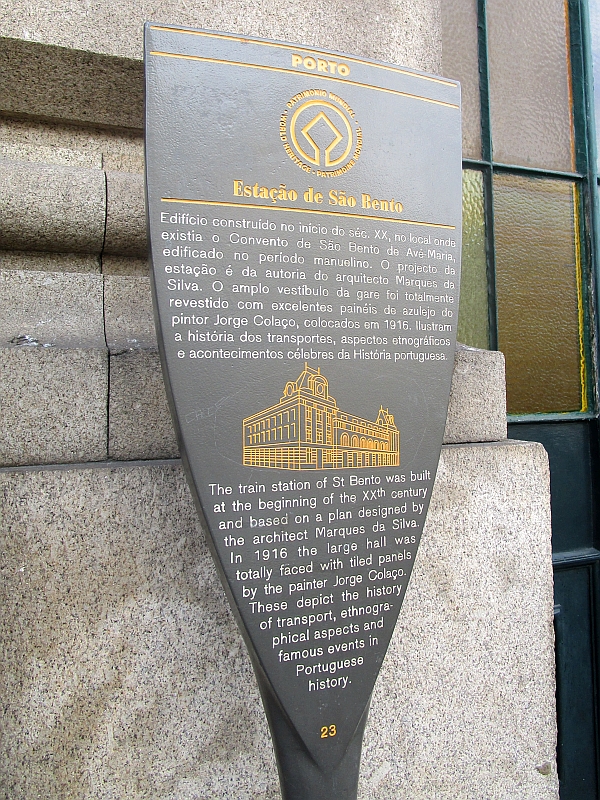 PORTO
PATRIMONIO MUNDIAL
WORLD HERITAGE - PATRIMOINE MONDIAL
Estação de São Bento
Edifício construído no início do séc. XX, no local onde
existia o Convento de São Bento de Avé-Maria,
edificado no período manuelino. O projecto da
estação é da autoria do arquitecto Marques da
Silva. O amplo vestíbulo da gare foi totalmente
revestido com excelentes painéis de azulejo do
pintor Jorge Colaço, colocados em 1916. Ilustram
a história dos transportes, aspectos etnográficos
e acontecimentos célebres da História portuguesa.
The train station of St Bento was built
at the beginning of the XXth century
and based on a plan designed by
the architect Marques da Silva.
In 1916 the large hall was
totally faced with tiled panels
by the painter Jorge Colaço.
These depict the history
of transport, ethnogra-
phical aspects and
famous events in
Portuguese
history.
23